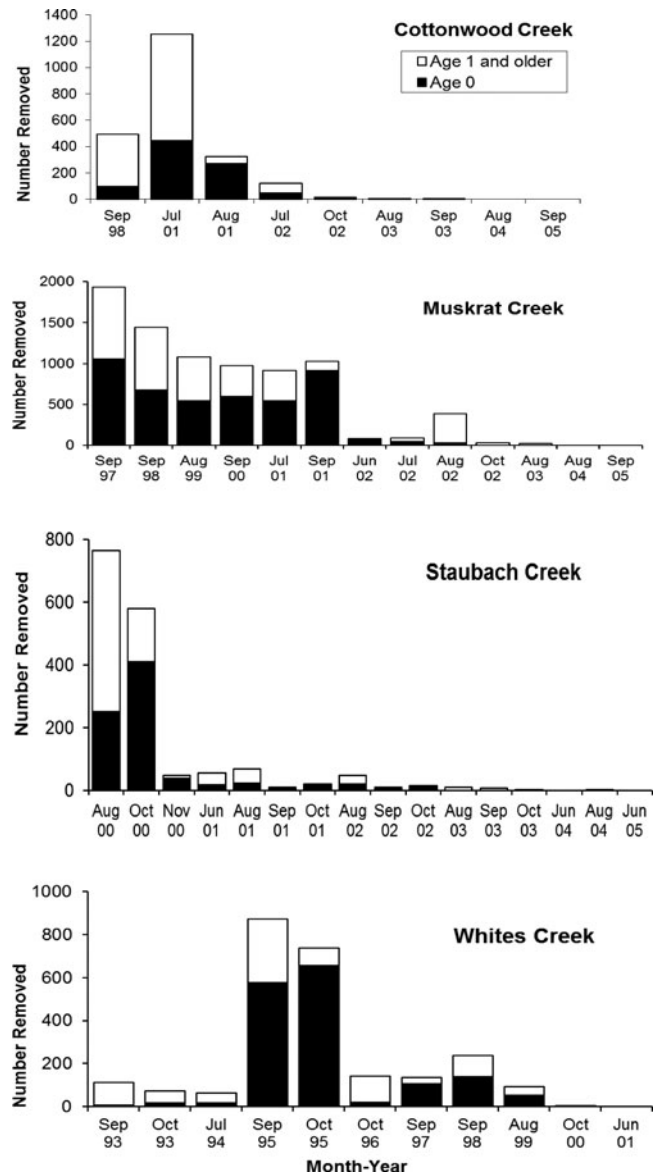 Cottonwood Creek
Age 1 and older
Age 0
Number Removed
1400
1200
1000
800
600
400
200
0
Sep Jul Aug Jul Oct Aug Sep Aug Sep
98 01 01 02 02 03 03 04 05
Muskrat Creek
Number Removed
2000
1500
1000
500
0
Sep Sep Aug Sep Jul Sep Jun Jul Aug Oct Aug Aug Sep
97 98 99 00 01 01 02 02 02 02 03 04 05
Staubach Creek
Number Removed
800
600
400
200
0
Aug Oct Nov Jun Aug Sep Oct Aug Sep Oct Aug Sep Oct Jun Aug Jun
00 00 00 01 01 01 01 02 02 02 03 03 03 04 04 05
Whites Creek
Number Removed
1000
800
600
400
200
0
Sep Oct Jul Sep Oct Oct Sep Sep Aug Oct Jun
93 93 94 95 95 96 97 98 99 00 01
Month-Year